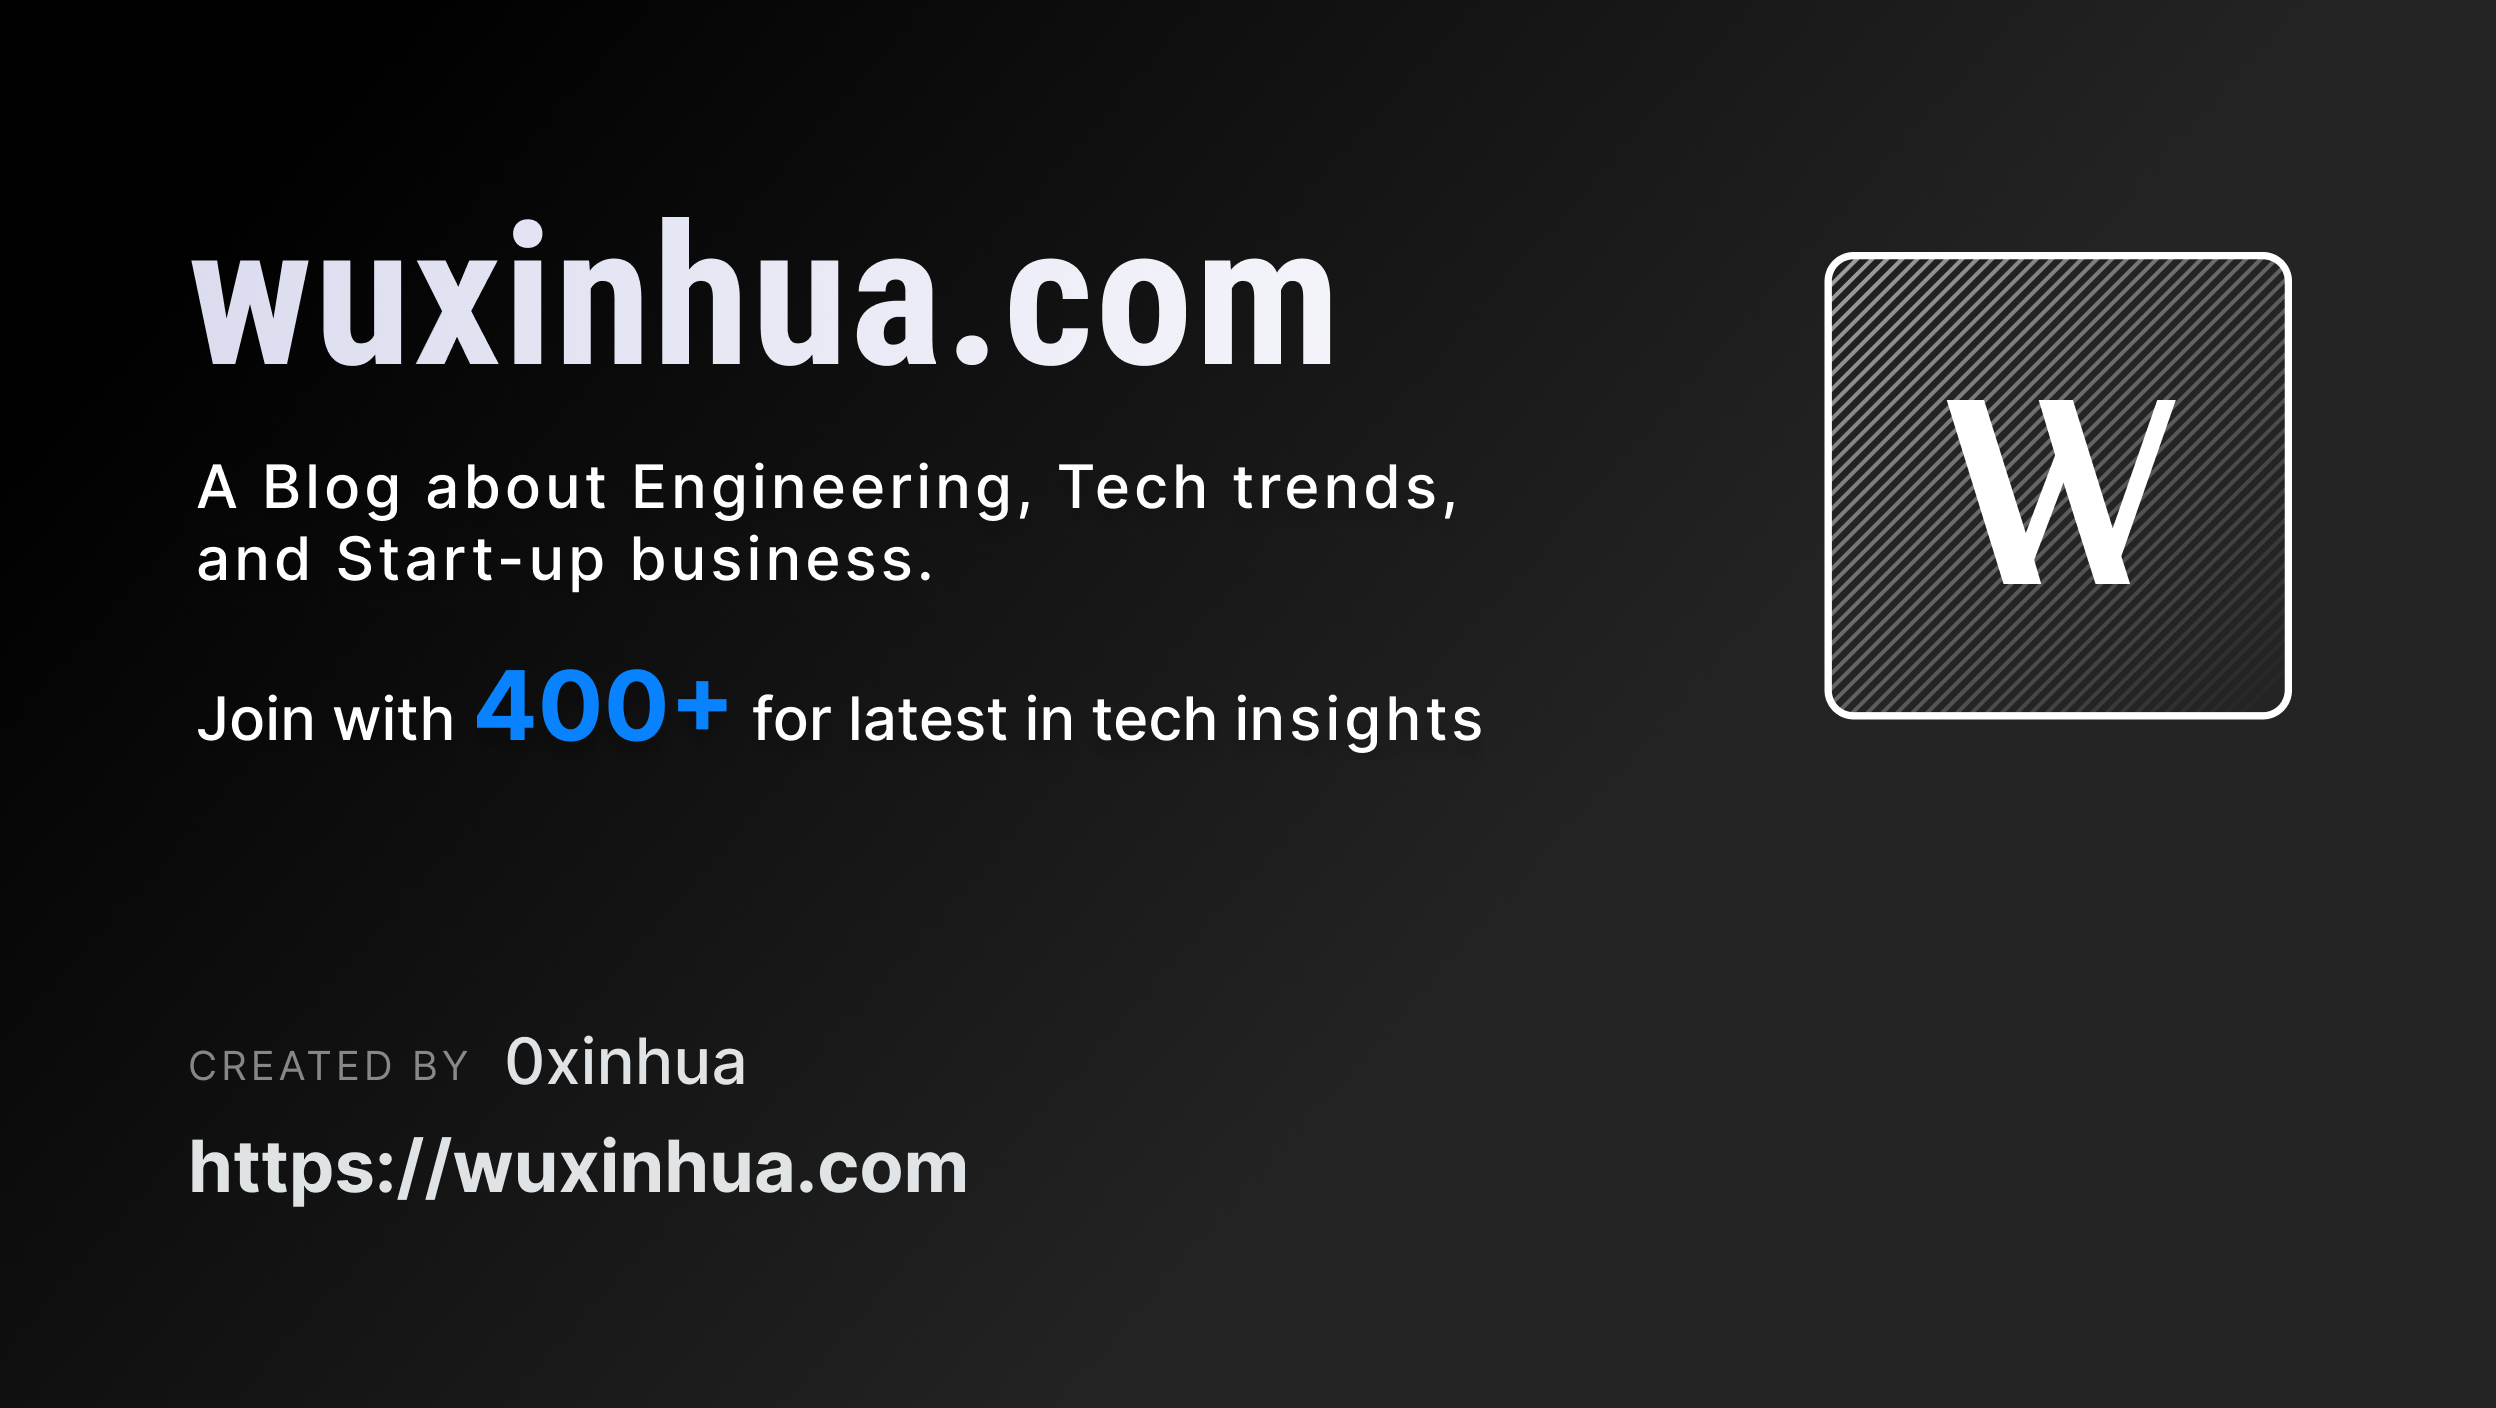 wuxinhua.com
W
A Blog about Engineering, Tech trends,
and Start-up business.
Join with 400+ for latest in tech insights
CREATED BY 0xinhua
https://wuxinhua.com